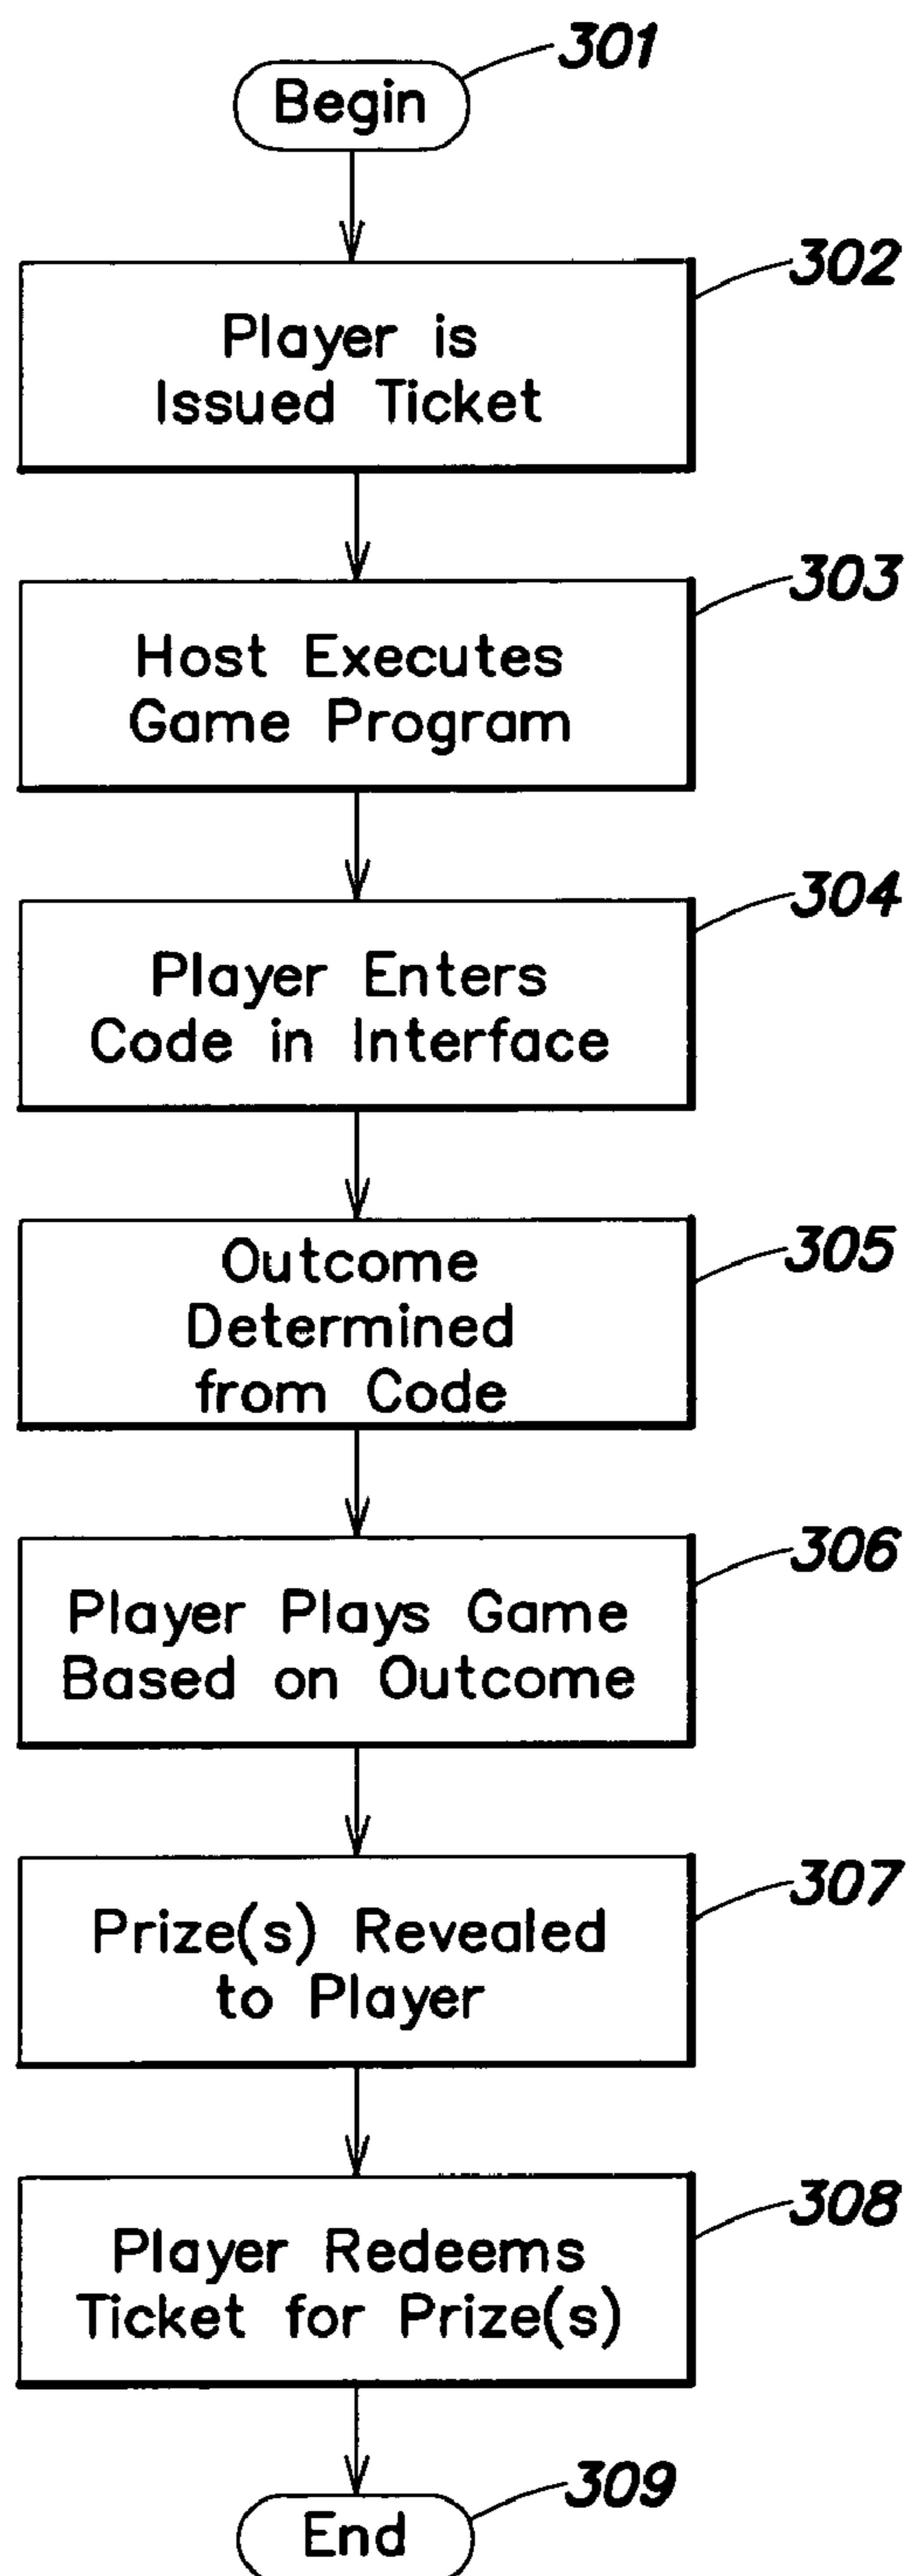 301
Begin
302
Player is
Issued Ticket
303
Host Executes
Game Program
304
Player Enters
Code in Interface
305
Outcome
Determined
from Code
306
Player Plays Game
Based on Outcome
307
Prize(s) Revealed
to Player
308
Player Redeems
Ticket for Prize(s)
309
End